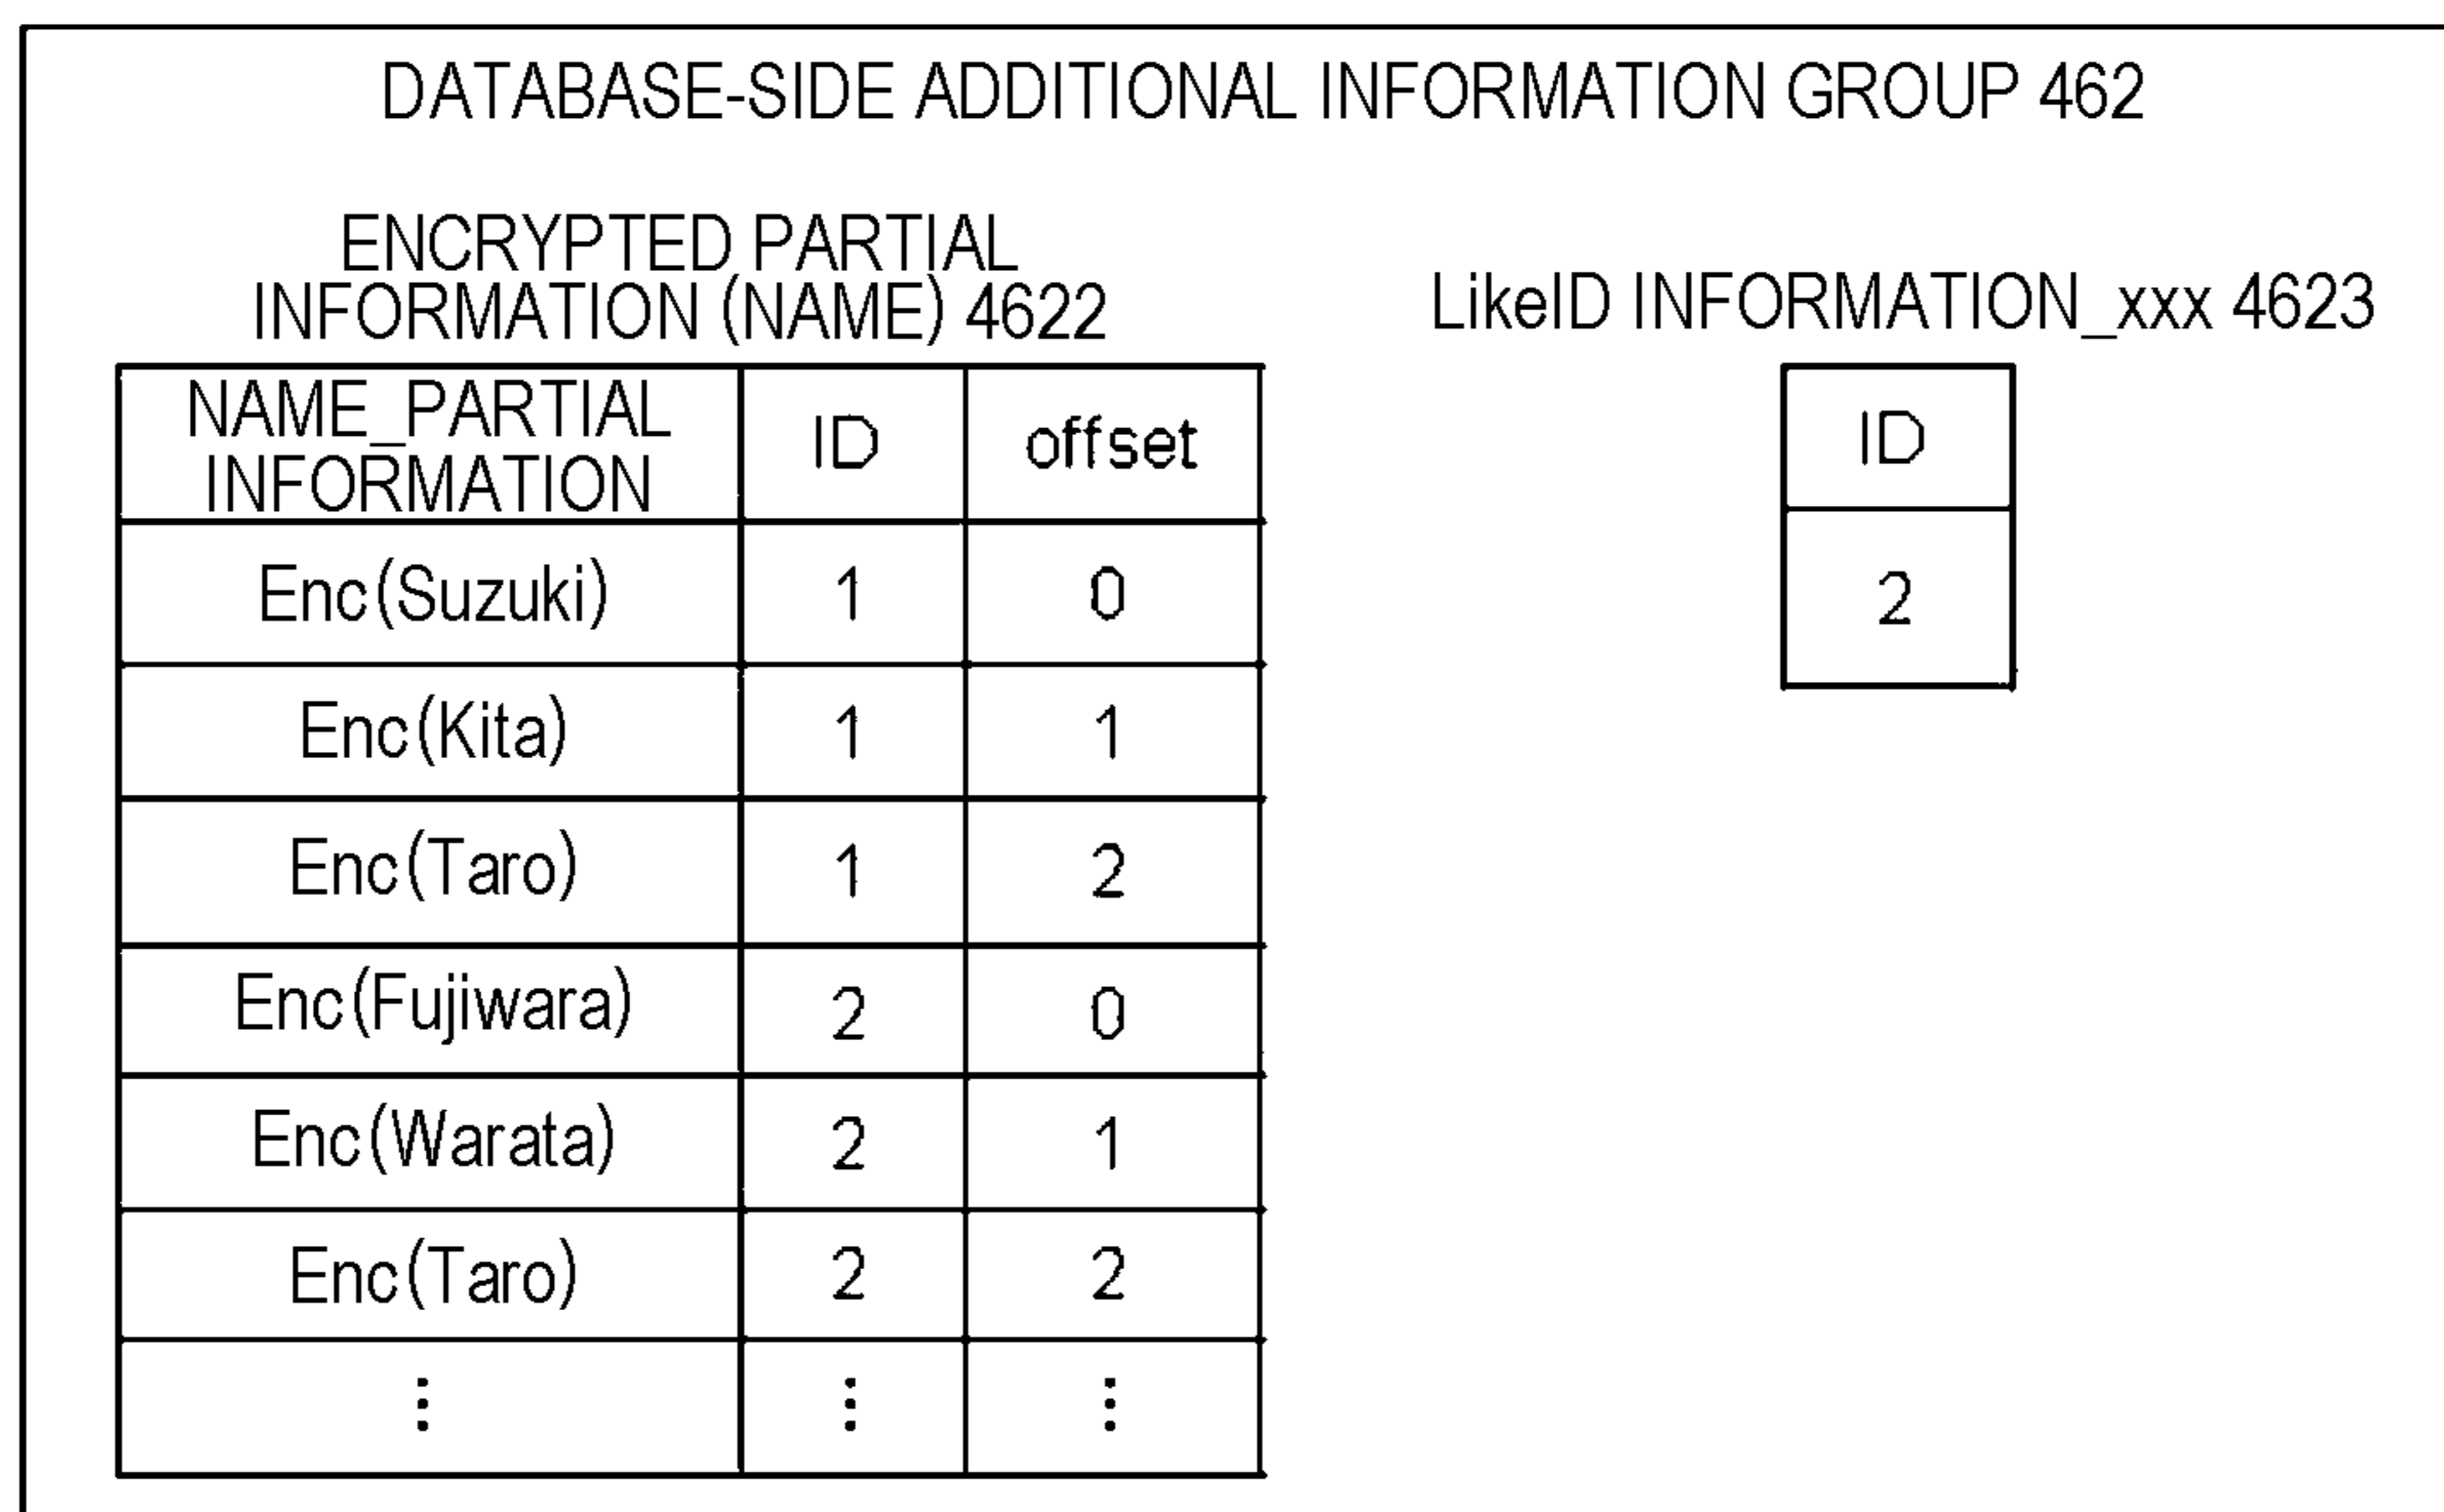 DATABASE-SIDE ADDITIONAL INFORMATION GROUP 462
ENCRYPTED PARTIAL
INFORMATION (NAME) 4622
NAME_PARTIAL
INFORMATION
ID
offset
Enc(Suzuki)
1
0
Enc(Kita)
1
1
Enc(Taro)
1
2
Enc(Fujiwara)
2
0
Enc(Warata)
2
1
Enc(Taro)
2
2
⋮
⋮
⋮
LikeID INFORMATION_xxx 4623
ID
2